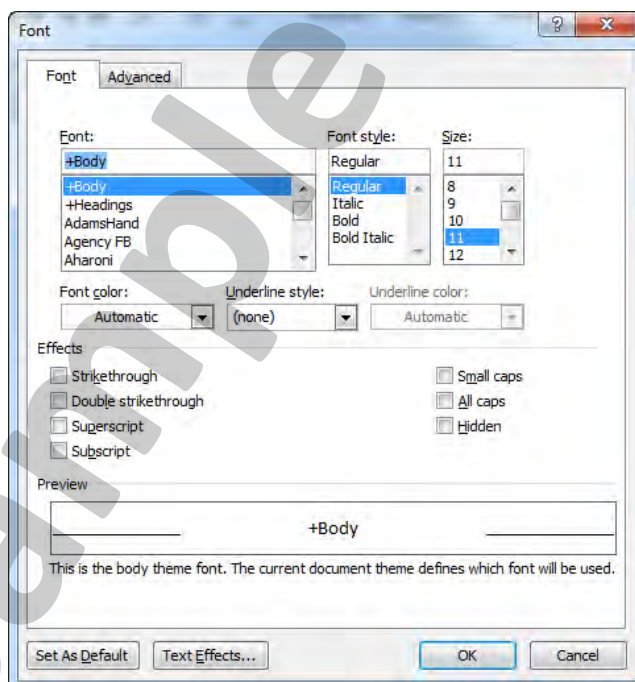 Font
Font Advanced
Font: Font style: Size:
+Body Regular 11
+Body Regular 8
+Headings Italic 9
AdamsHand Bold 10
Agency FB Bold Italic 11
Aharoni 12
Font color: Underline style: Underline color:
Automatic (none) Automatic
Effects
Strikethrough Small caps
Double strikethrough All caps
Superscript Hidden
Subscript
Preview
+Body
This is the body theme font. The current document theme defines which font will be used.
Set As Default Text Effects... OK Cancel